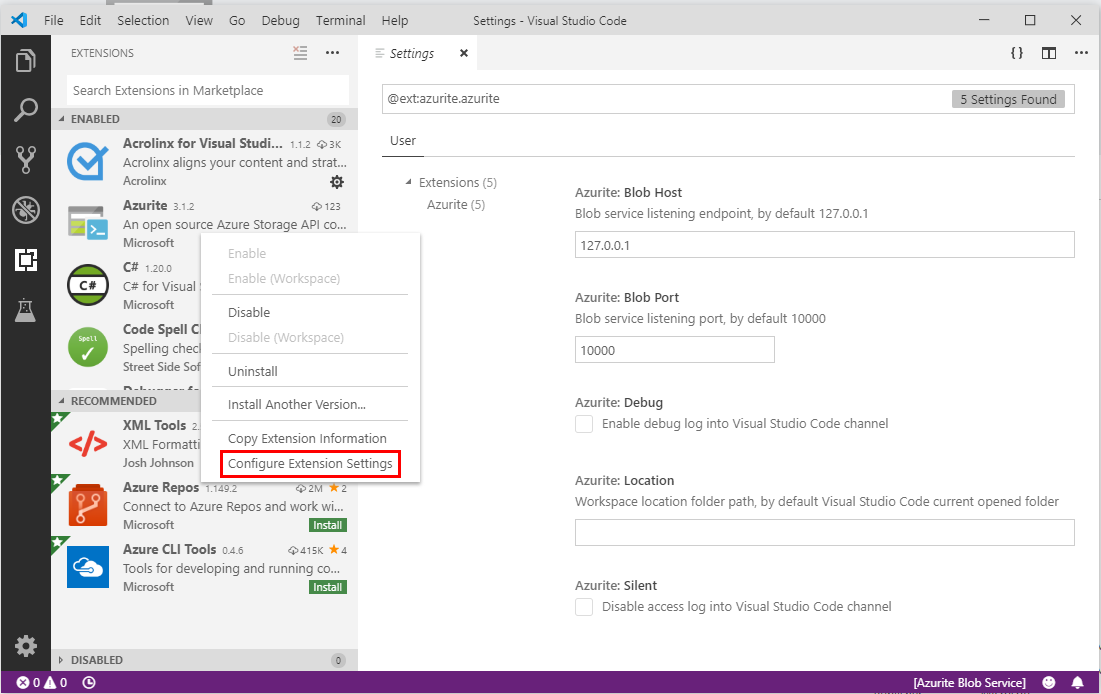 File Edit Selection View Go Debug Terminal Help Settings - Visual Studio Code
EXTENSIONS
Search Extensions in Marketplace
ENABLED 20
Acrolinx for Visual Studi... 1.1.2 3K
Acrolinx aligns your content and strat...
Acrolinx
Azurite 3.1.2 123
An open source Azure Storage API co...
Microsoft
C# C# 1.20.0
C# for Visual
Microsoft
Spell Code Spell C
Spelling chec
Street Side Sof
RECOMMENDED
XML Tools 2.
XML Formatti
Josh Johnson
Azure Repos 1.149.2 2M 2
Connect to Azure Repos and work wi...
Microsoft Install
Azure CLI Tools 0.4.6 415K 4
Tools for developing and running co...
Microsoft Install
DISABLED 0
Enable
Enable (Workspace)
Disable
Disable (Workspace)
Uninstall
Install Another Version...
Copy Extension Information
Configure Extension Settings
Settings
@ext:azurite.azurite 5 Settings Found
User
Extensions (5)
Azurite (5)
Azurite: Blob Host
Blob service listening endpoint, by default 127.0.0.1
127.0.0.1
Azurite: Blob Port
Blob service listening port, by default 10000
10000
Azurite: Debug
Enable debug log into Visual Studio Code channel
Azurite: Location
Workspace location folder path, by default Visual Studio Code current opened folder
Azurite: Silent
Disable access log into Visual Studio Code channel
0 0 [Azurite Blob Service]